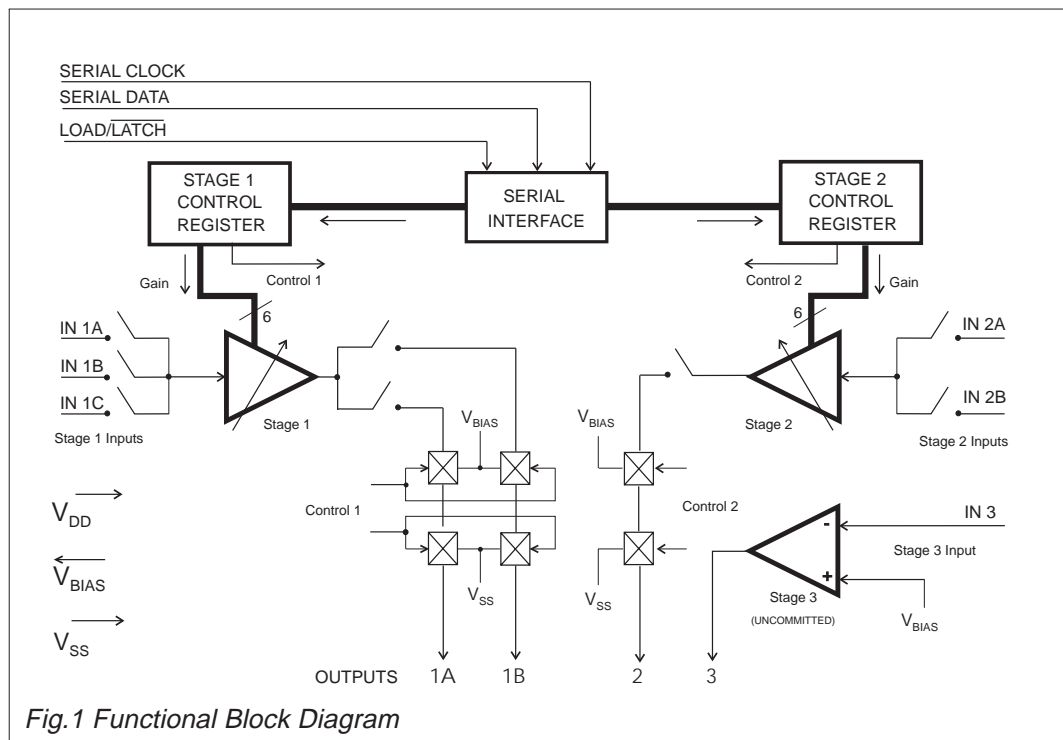 SERIAL CLOCK
SERIAL DATA
LOAD/LATCH
STAGE 1
CONTROL
REGISTER
SERIAL
INTERFACE
STAGE 2
CONTROL
REGISTER
Gain
Control 1
Control 2
Gain
6
6
IN 1A
IN 1B
IN 1C
Stage 1 Inputs
Stage 1
IN 2A
IN 2B
Stage 2
Stage 2 Inputs
VBIAS
VBIAS
Control 1
Control 2
VSS
VSS
VDD
VBIAS
VSS
IN 3
-
Stage 3 Input
+
Stage 3
(UNCOMMITTED)
VBIAS
OUTPUTS 1A 1B 2 3
Fig.1 Functional Block Diagram